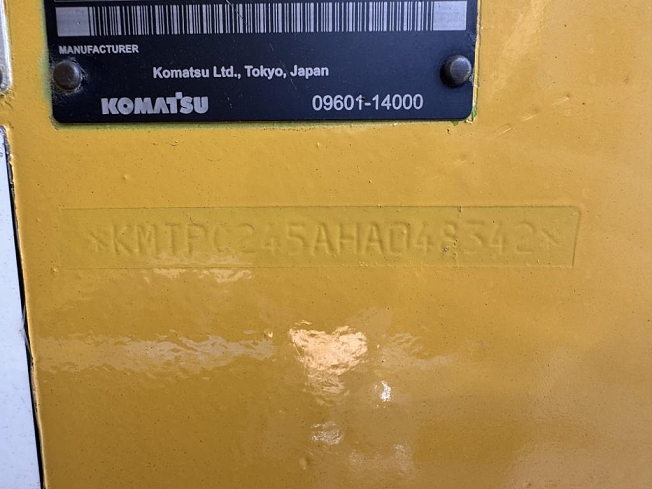 MANUFACTURER
Komatsu Ltd., Tokyo, Japan
KOMATSU 09601-14000
*KMTPC245AHA048342*